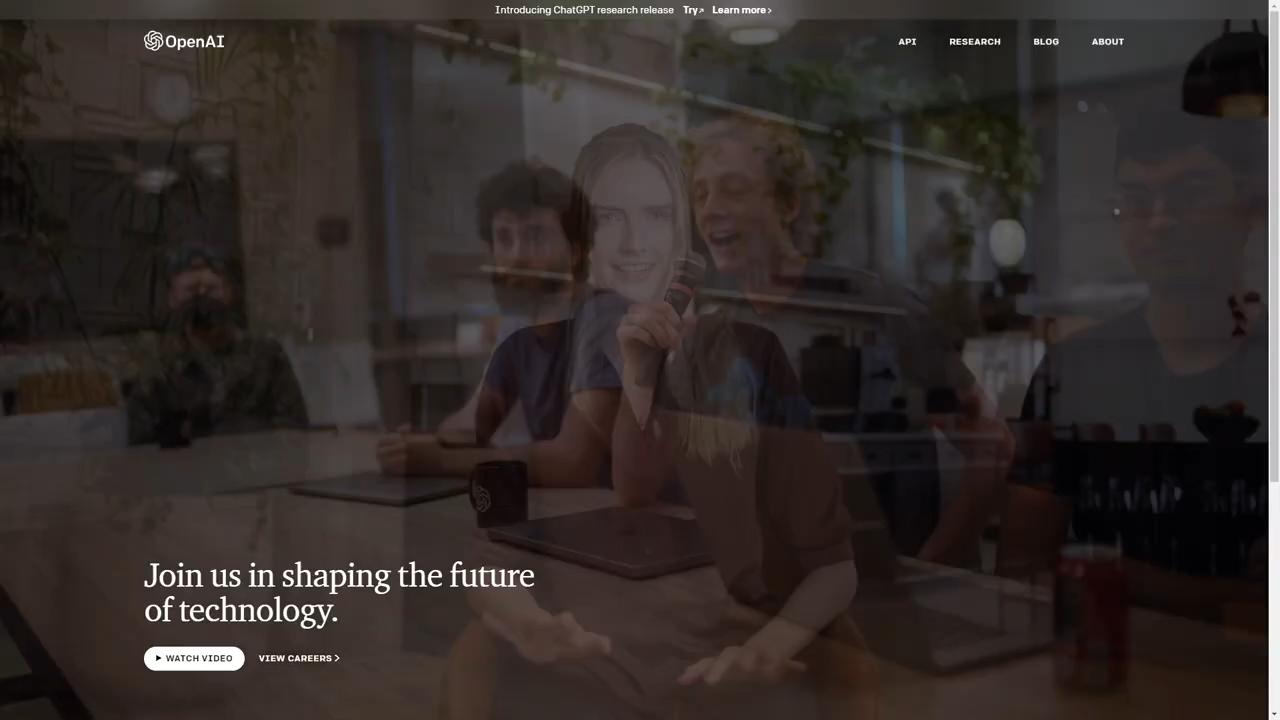 Introducing ChatGPT research release Try↗ Learn more›
OpenAI API RESEARCH BLOG ABOUT
Join us in shaping the future
of technology.
▶ WATCH VIDEO VIEW CAREERS ›